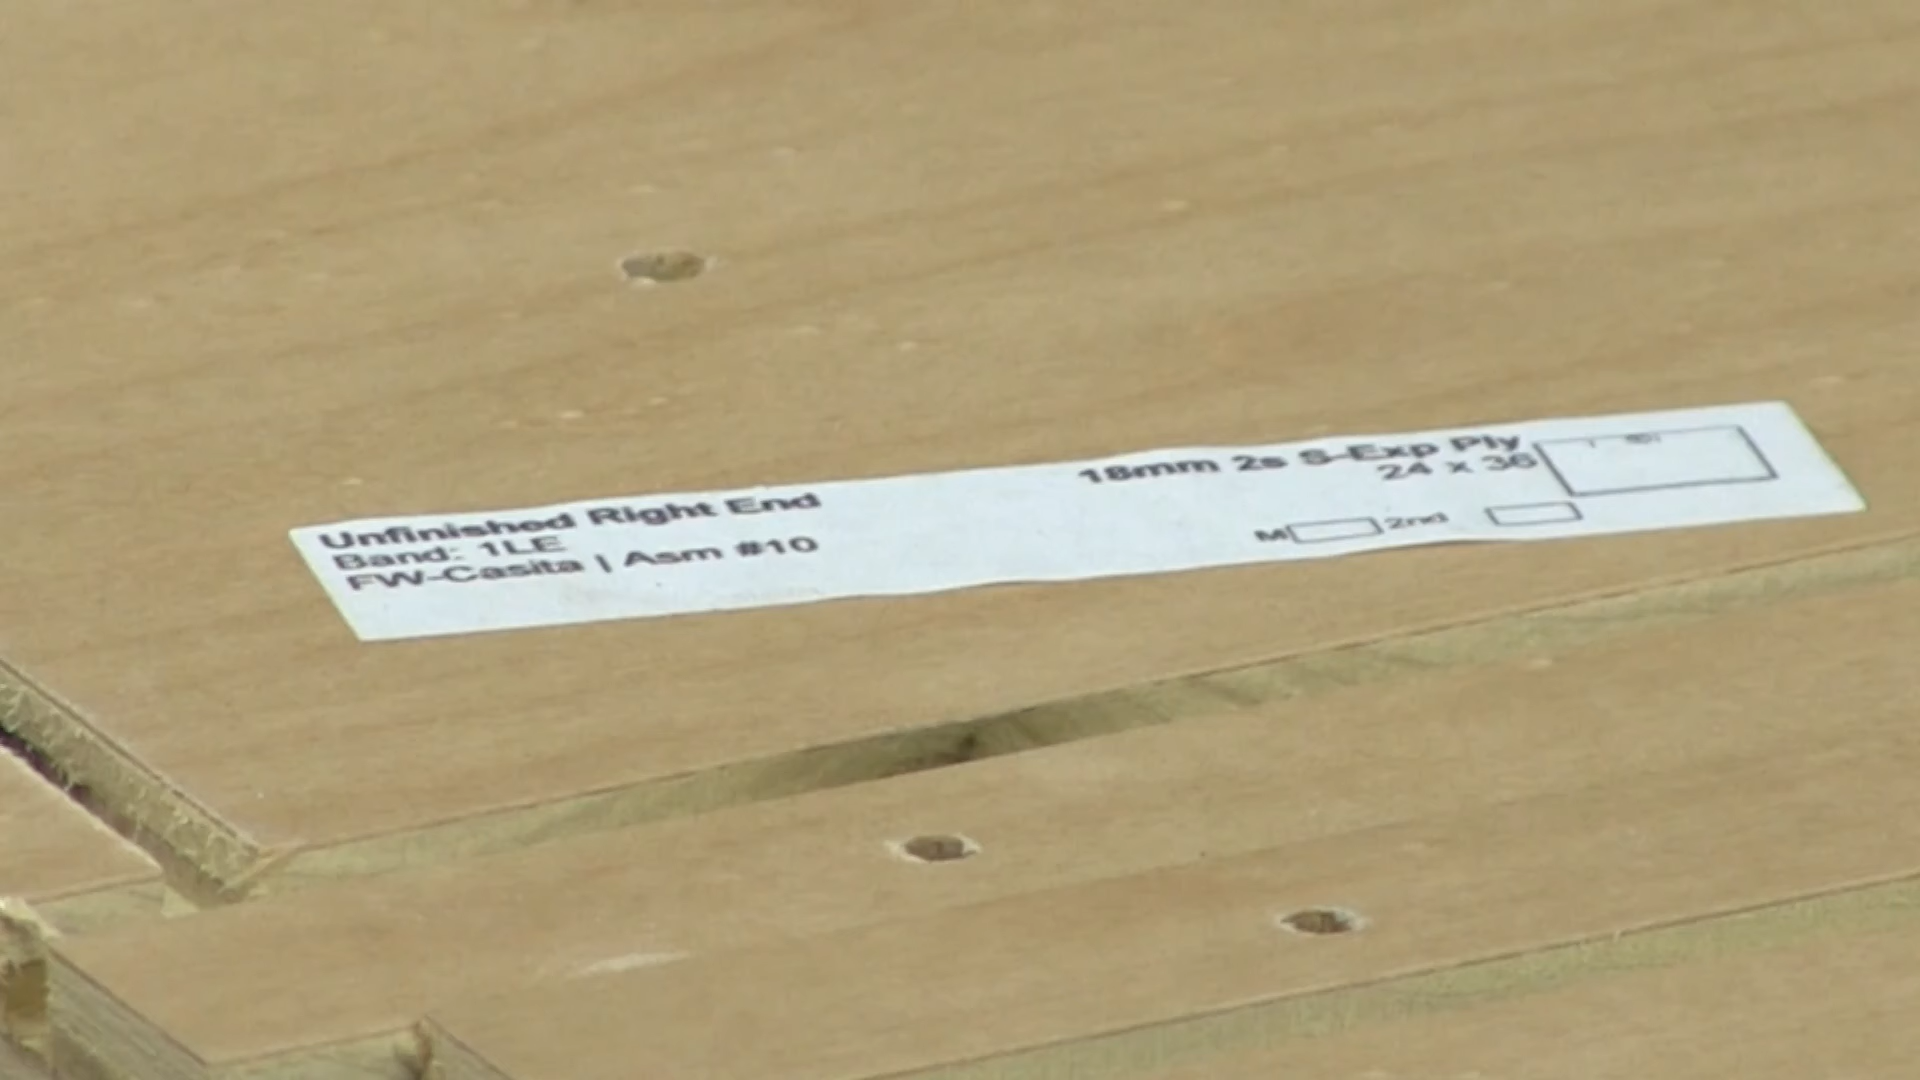 Unfinished Right End
Band: 1LE
FW-Casita | Asm #10
18mm 2s S-Exp Ply
24 x 36
M 2nd